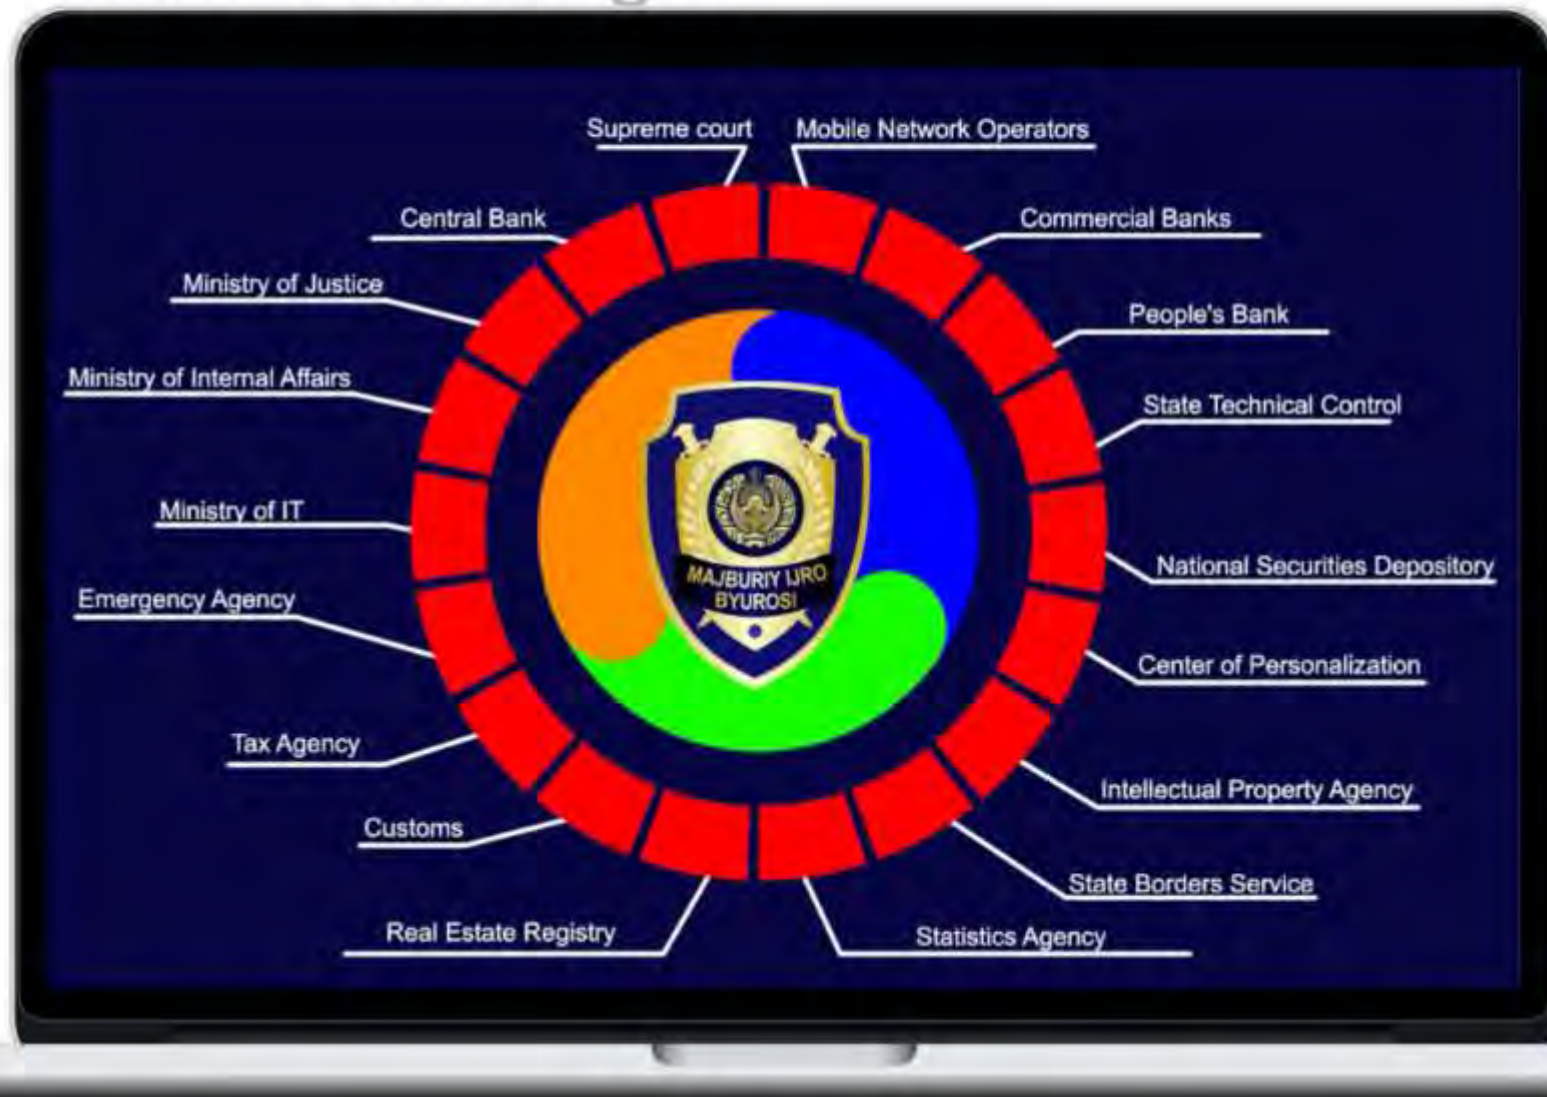 Supreme court
Mobile Network Operators
Central Bank
Commercial Banks
Ministry of Justice
People's Bank
Ministry of Internal Affairs
State Technical Control
Ministry of IT
National Securities Depository
Emergency Agency
Center of Personalization
Tax Agency
Intellectual Property Agency
Customs
State Borders Service
Real Estate Registry
Statistics Agency
MAJBURIY IJRO
BYUROSI